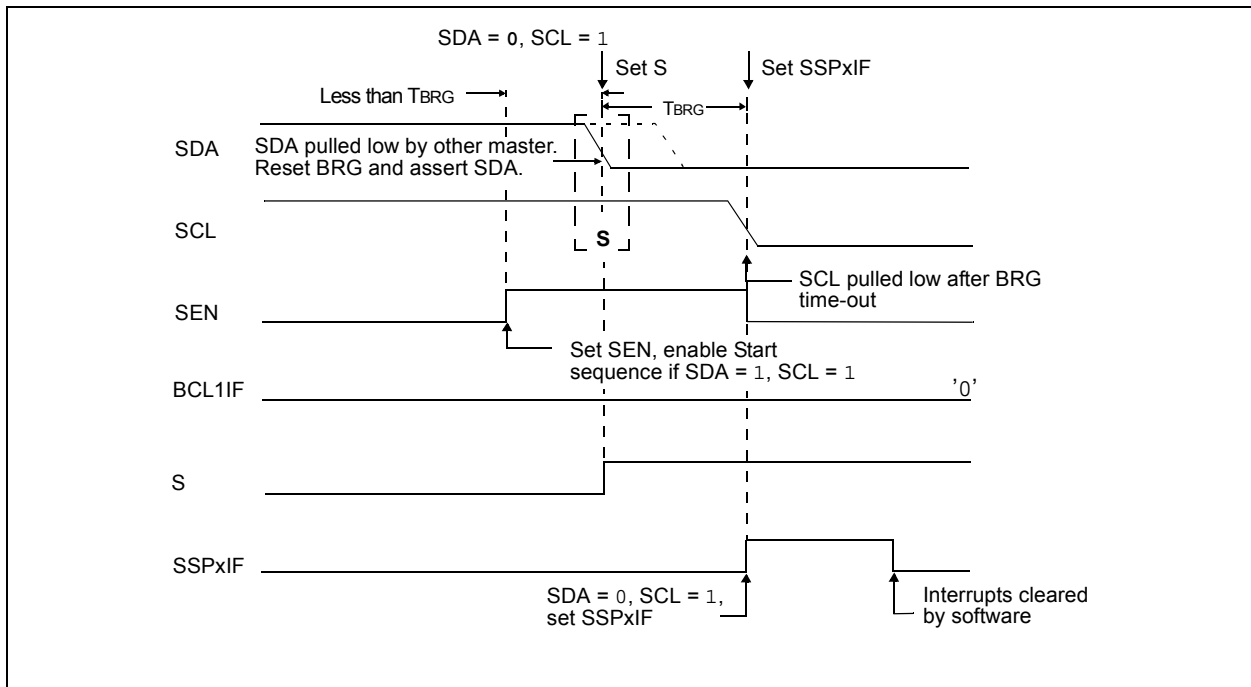 SDA = 0, SCL = 1
Set S
Set SSPxIF
Less than TBRG
TBRG
SDA
SDA pulled low by other master.
Reset BRG and assert SDA.
SCL
S
SCL pulled low after BRG
time-out
SEN
Set SEN, enable Start
sequence if SDA = 1, SCL = 1
BCL1IF
'0'
S
SSPxIF
SDA = 0, SCL = 1,
set SSPxIF
Interrupts cleared
by software